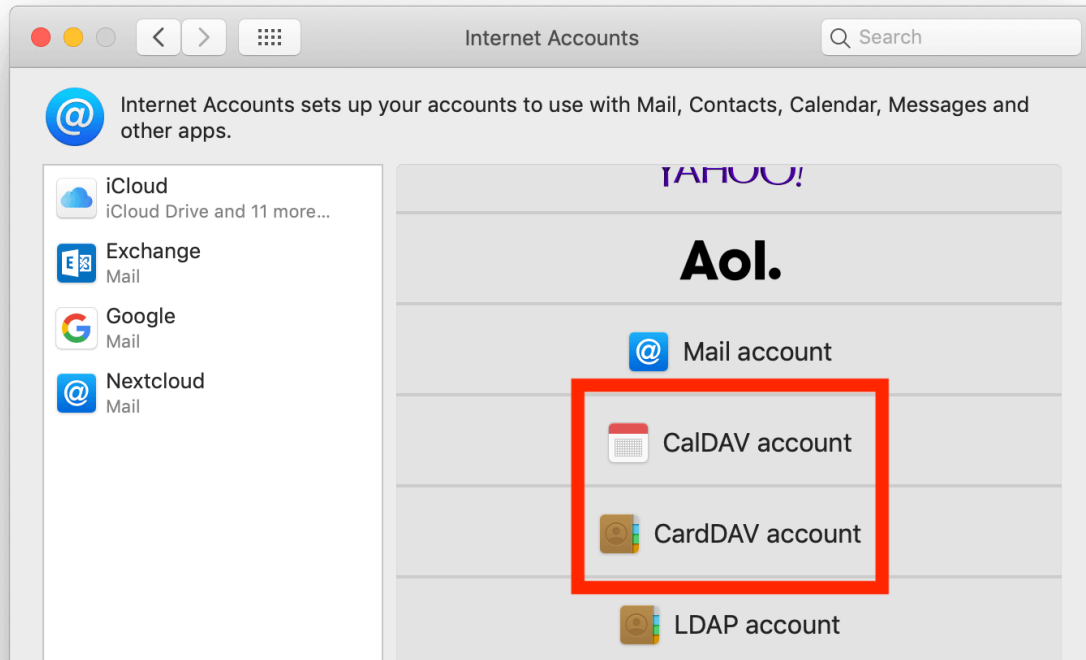 Internet Accounts
Search
Internet Accounts sets up your accounts to use with Mail, Contacts, Calendar, Messages and
other apps.
iCloud
iCloud Drive and 11 more...
Exchange
Mail
Google
Mail
Nextcloud
Mail
YAHOO!
Aol.
Mail account
CalDAV account
CardDAV account
LDAP account